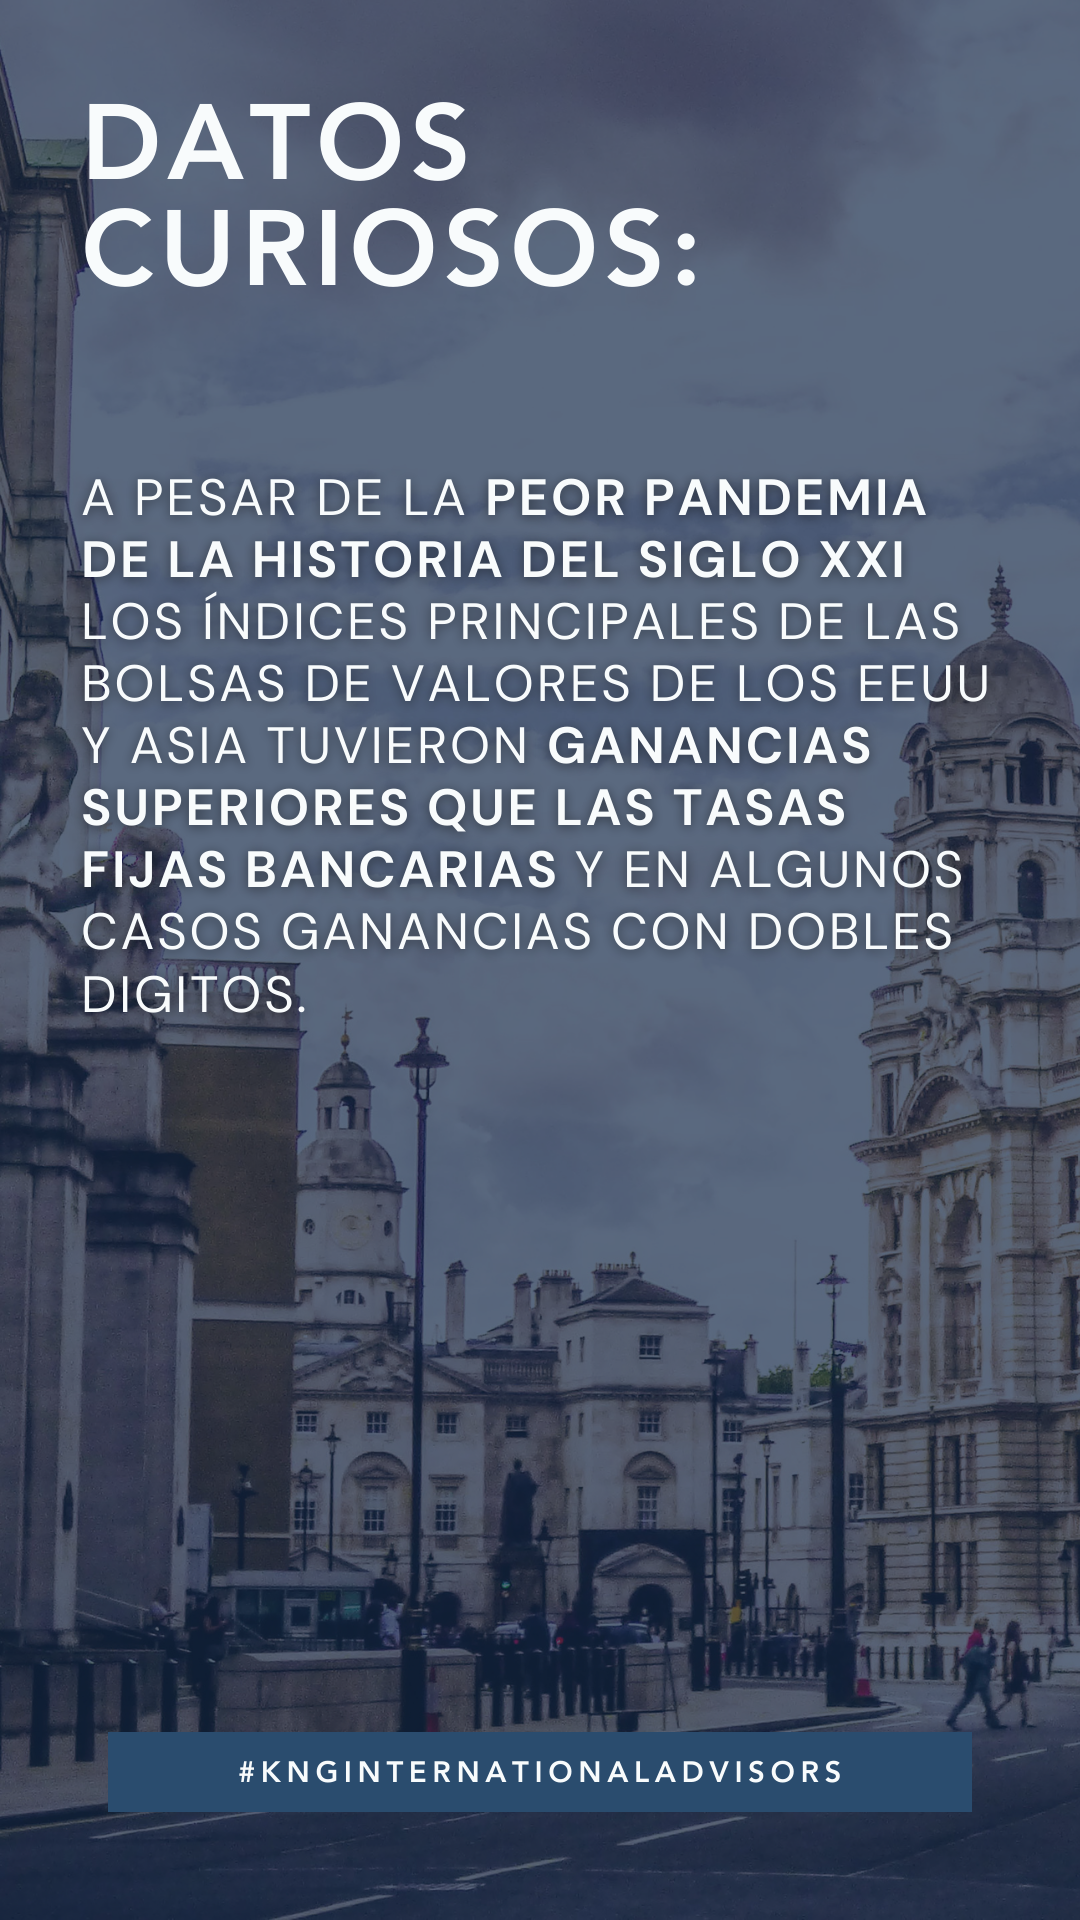 DATOS
CURIOSOS:
A PESAR DE LA PEOR PANDEMIA
DE LA HISTORIA DEL SIGLO XXI
LOS ÍNDICES PRINCIPALES DE LAS
BOLSAS DE VALORES DE LOS EEUU
Y ASIA TUVIERON GANANCIAS
SUPERIORES QUE LAS TASAS
FIJAS BANCARIAS Y EN ALGUNOS
CASOS GANANCIAS CON DOBLES
DIGITOS.
#KNGINTERNATIONALADVISORS